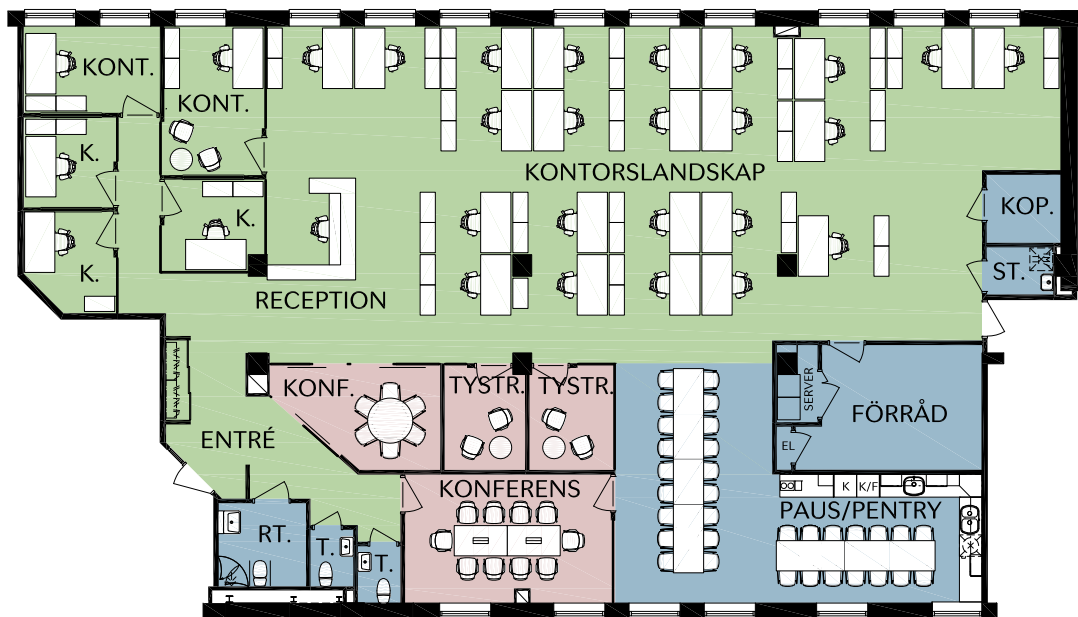 KONT.
KONT.
K.
KONTORSLANDSKAP
KOP.
K.
K.
ST.
RECEPTION
KONF.
TYSTR.
TYSTR.
SERVER
FÖRRÅD
ENTRÉ
EL
KONFERENS
K
K/F
PAUS/PENTRY
RT.
T.
T.